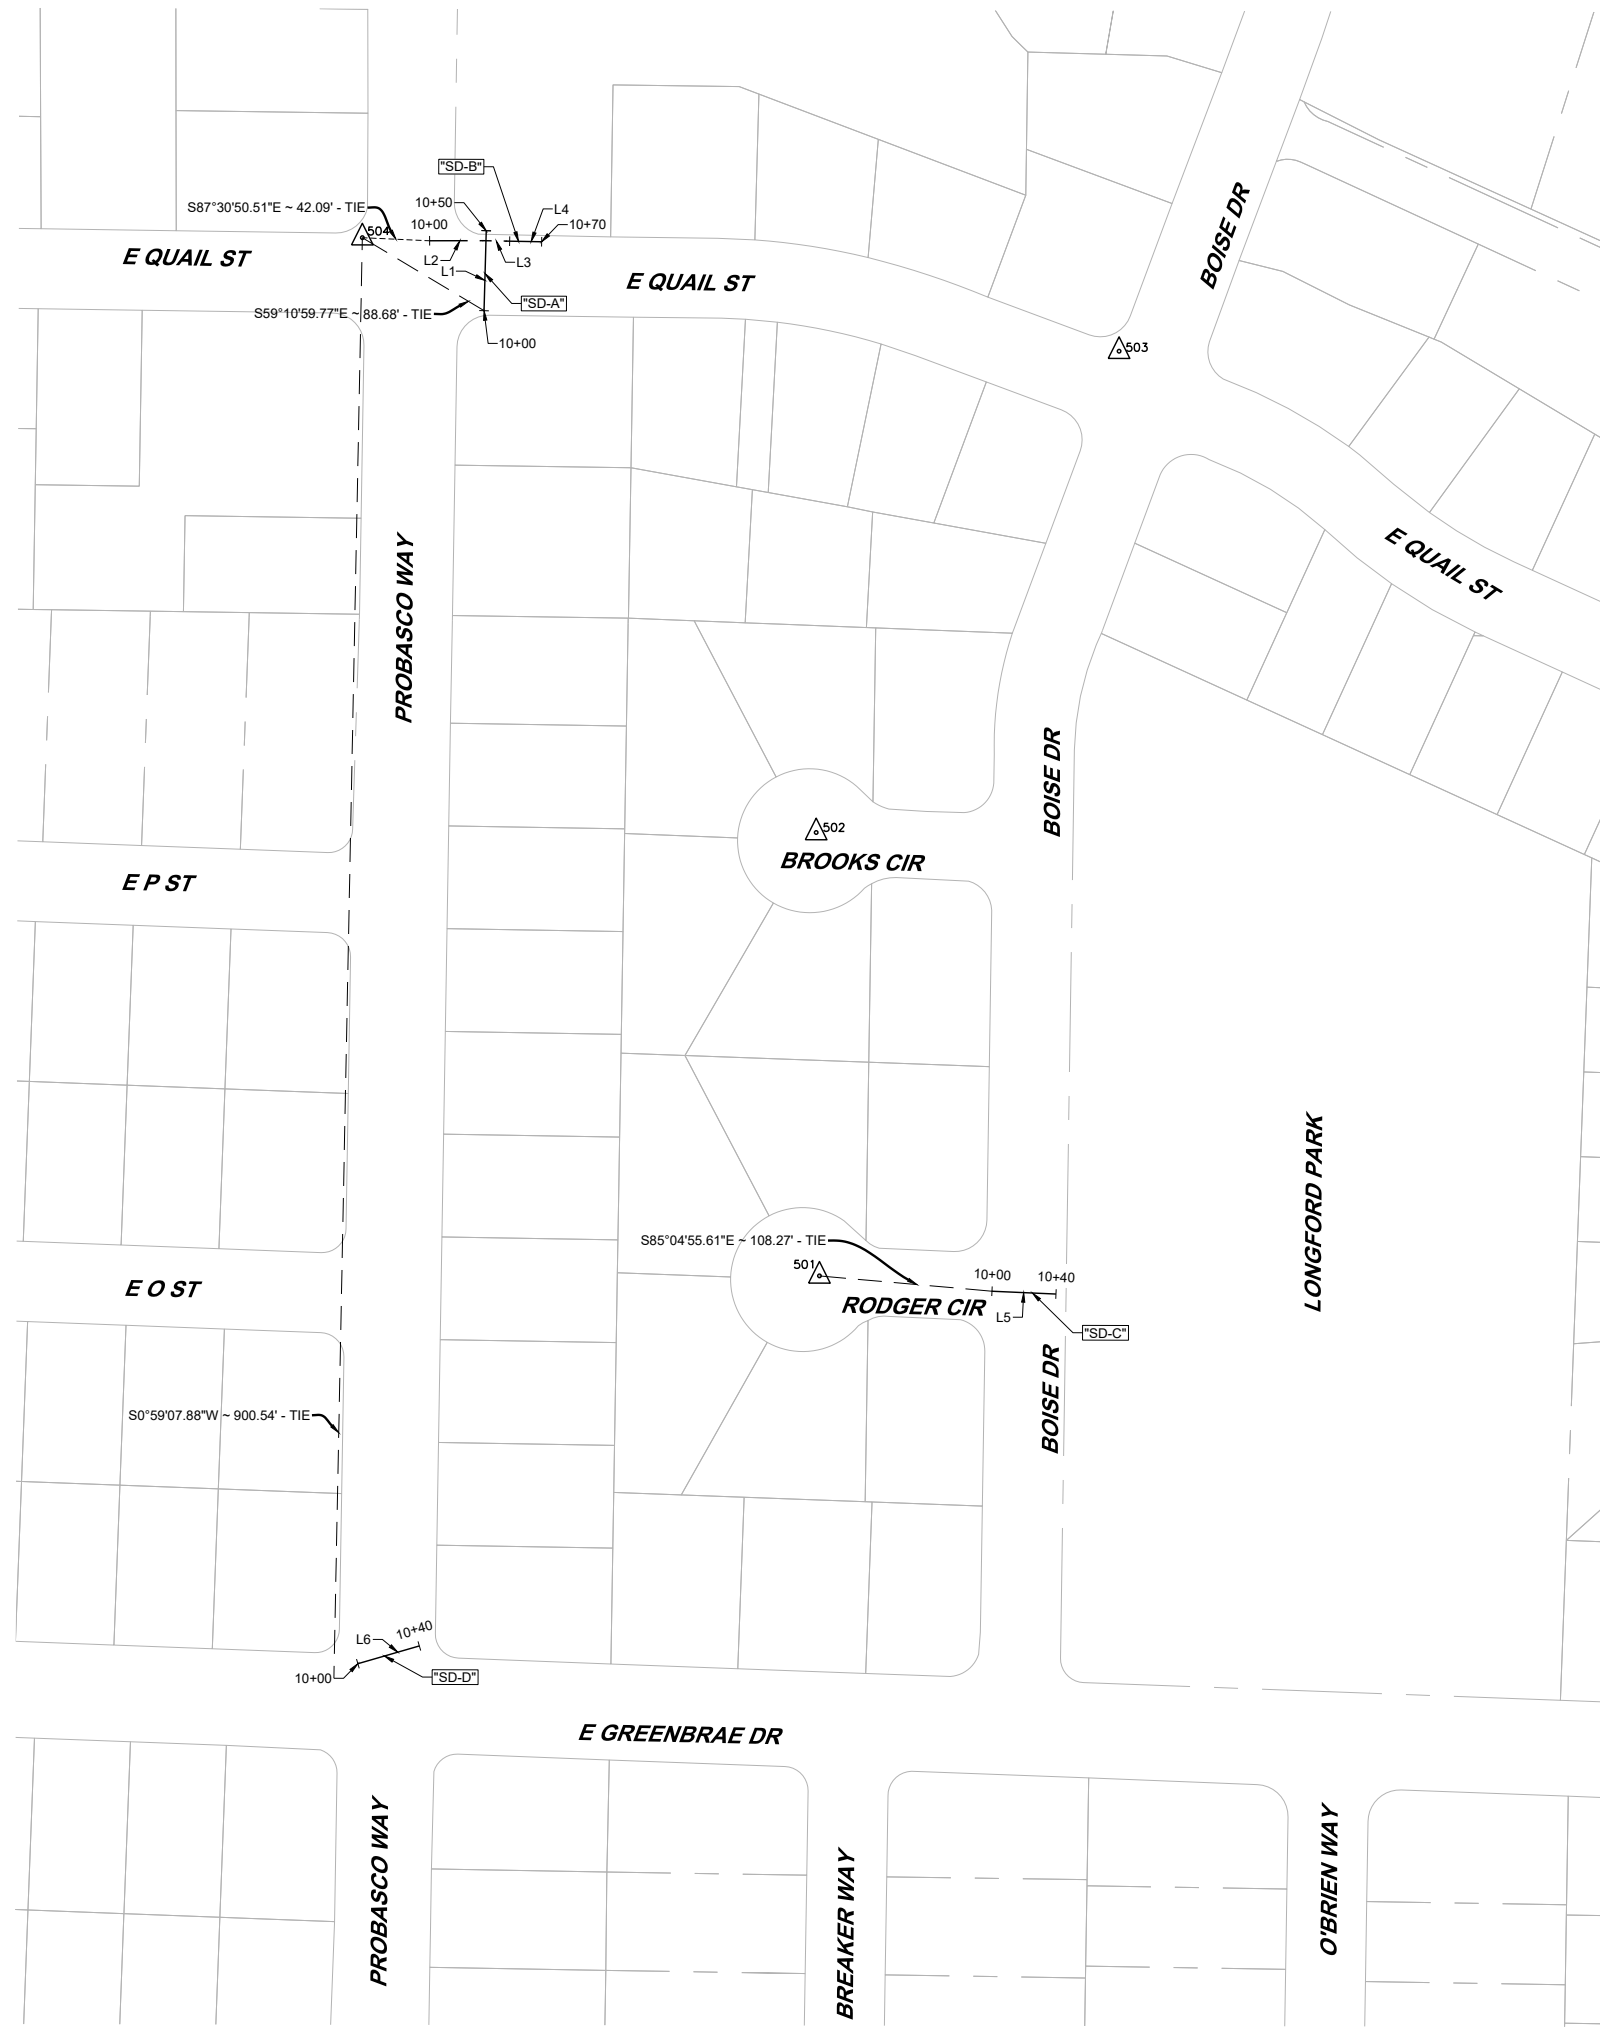 "SD-B"
BOISE DR
S87°30'50.51"E ~ 42.09' - TIE
10+50
L4
10+00
10+70
504
E QUAIL ST
L2
L3
L1
E QUAIL ST
"SD-A"
S59°10'59.77"E ~ 88.68' - TIE
10+00
503
E QUAIL ST
PROBASCO WAY
BOISE DR
502
BROOKS CIR
E P ST
LONGFORD PARK
S85°04'55.61"E ~ 108.27' - TIE
501
10+00
10+40
E O ST
RODGER CIR
L5
"SD-C"
BOISE DR
S0°59'07.88"W ~ 900.54' - TIE
L6
10+40
10+00
"SD-D"
E GREENBRAE DR
PROBASCO WAY
BREAKER WAY
O'BRIEN WAY